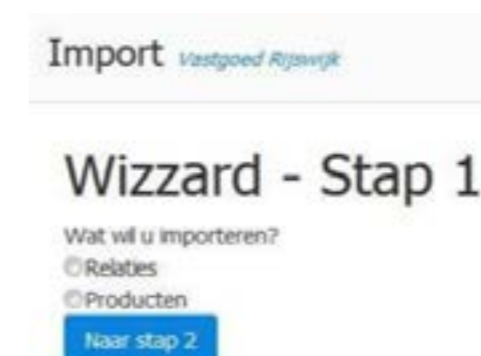 Import Vastgoed Rijswijk
Wizzard - Stap 1
Wat wil u importeren?
Relaties
Producten
Naar stap 2